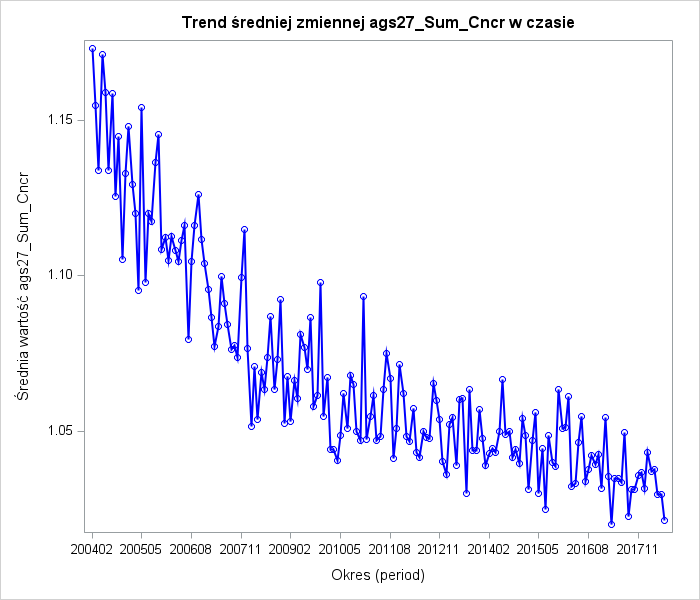 Trend średniej zmiennej ags27_Sum_Cncr w czasie
Średnia wartość ags27_Sum_Cncr
1.15
1.10
1.05
200402 200505 200608 200711 200902 201005 201108 201211 201402 201505 201608 201711
Okres (period)